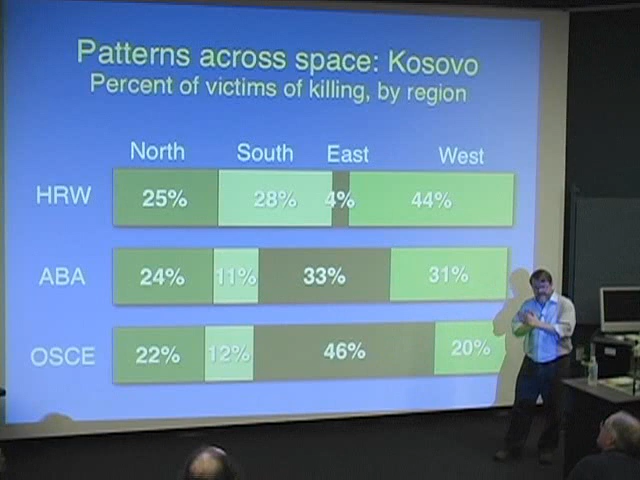 Patterns across space: Kosovo
Percent of victims of killing, by region
North South East West
HRW 25% 28% 4% 44%
ABA 24% 11% 33% 31%
OSCE 22% 12% 46% 20%